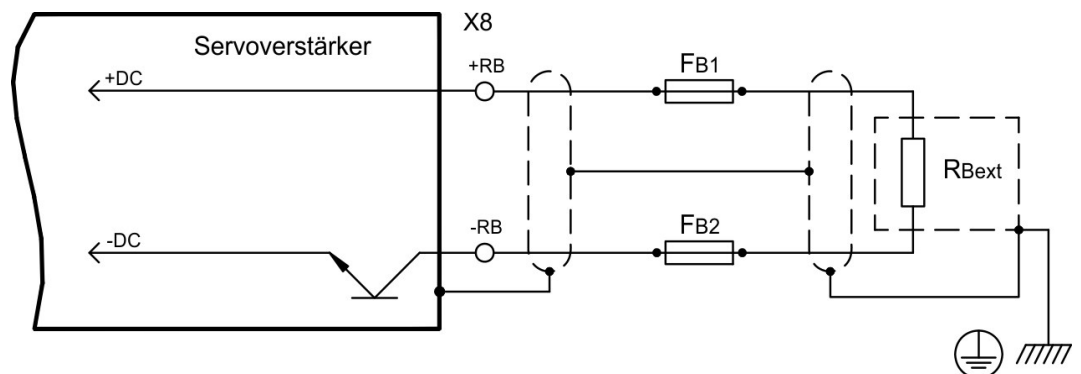 X8
Servoverstärker
+DC
+RB
FB1
RBext
-DC
-RB
FB2